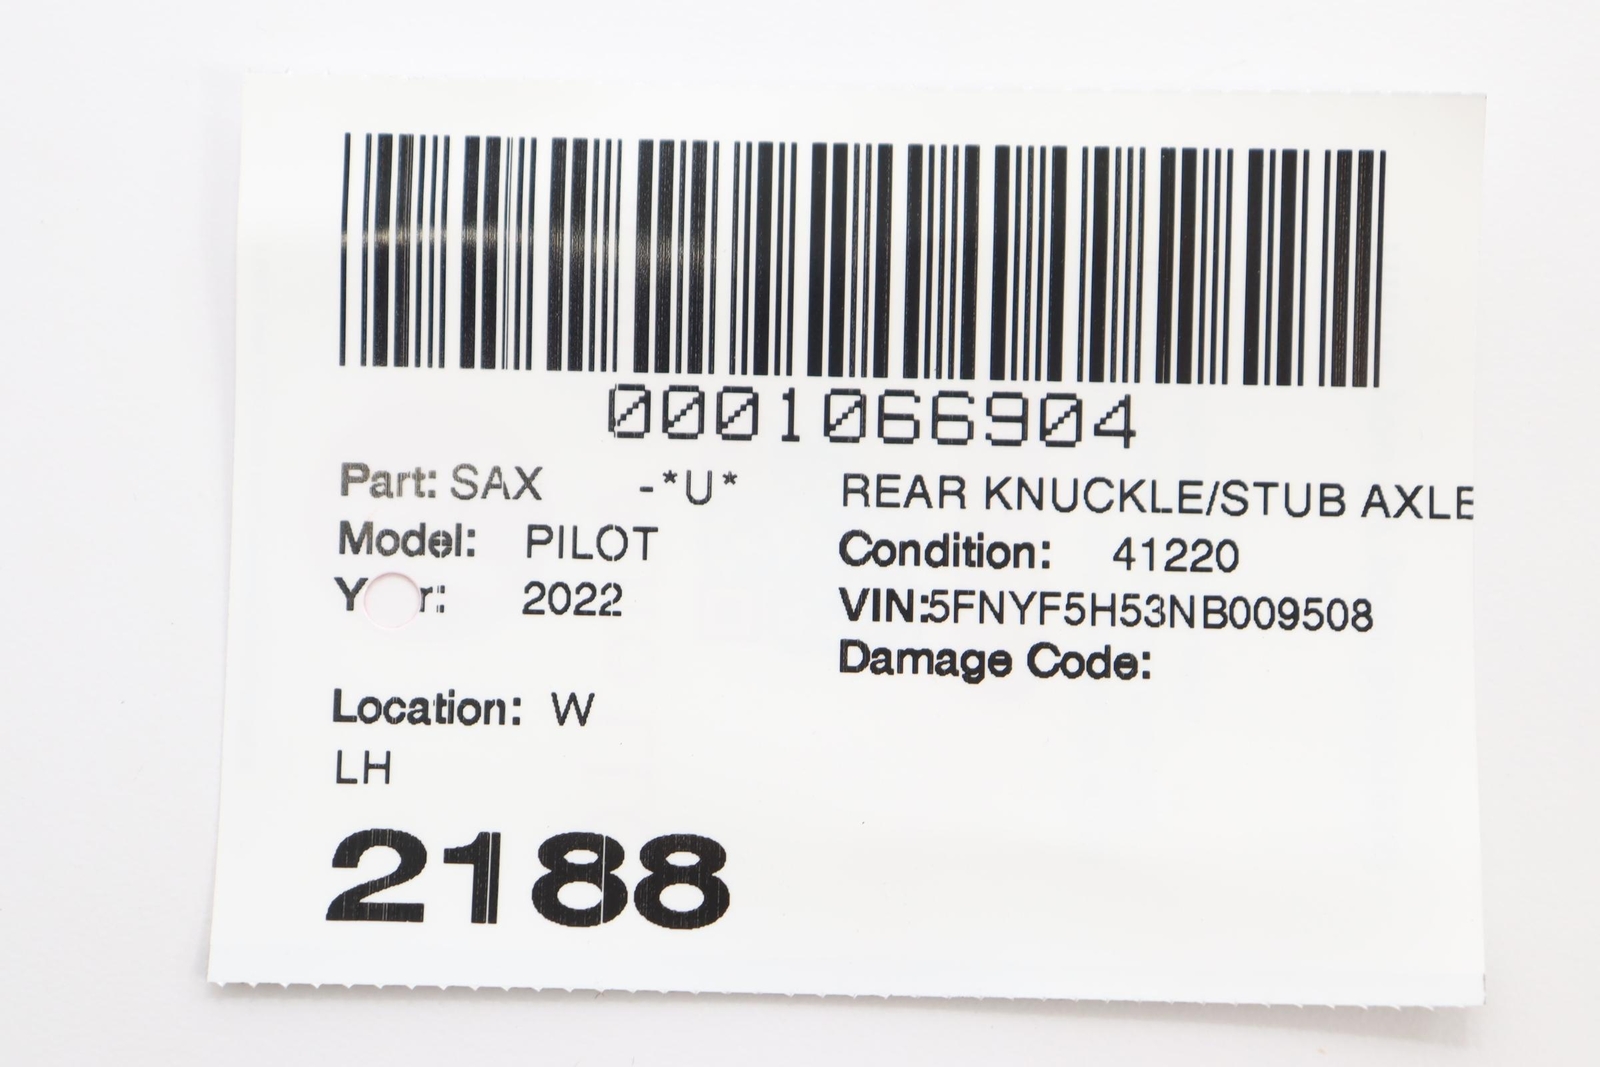 0001066904
Part: SAX -*U* REAR KNUCKLE/STUB AXLE
Model: PILOT Condition: 41220
Year: 2022 VIN:5FNYF5H53NB009508
Damage Code:
Location: W
LH
2188